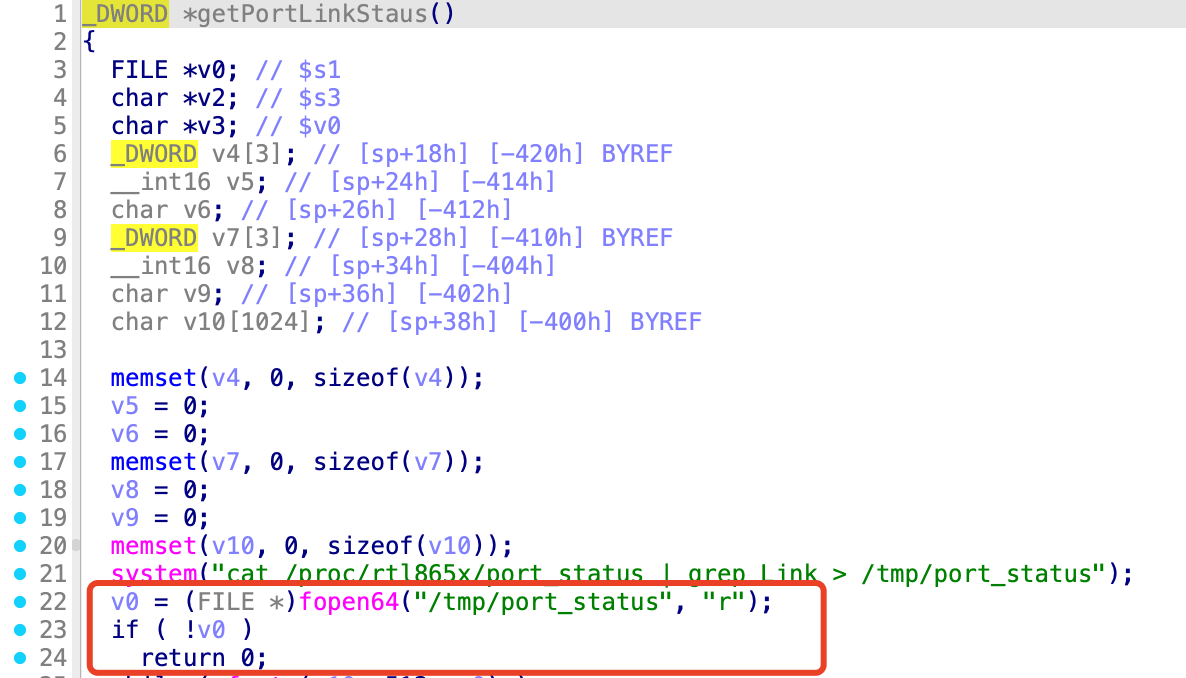 1 _DWORD *getPortLinkStaus()
2 {
3 FILE *v0; // $s1
4 char *v2; // $s3
5 char *v3; // $v0
6 _DWORD v4[3]; // [sp+18h] [-420h] BYREF
7 __int16 v5; // [sp+24h] [-414h]
8 char v6; // [sp+26h] [-412h]
9 _DWORD v7[3]; // [sp+28h] [-410h] BYREF
10 __int16 v8; // [sp+34h] [-404h]
11 char v9; // [sp+36h] [-402h]
12 char v10[1024]; // [sp+38h] [-400h] BYREF
13
14 memset(v4, 0, sizeof(v4));
15 v5 = 0;
16 v6 = 0;
17 memset(v7, 0, sizeof(v7));
18 v8 = 0;
19 v9 = 0;
20 memset(v10, 0, sizeof(v10));
21 system("cat /proc/rtl865x/port_status | grep Link > /tmp/port_status");
22 v0 = (FILE *)fopen64("/tmp/port_status", "r");
23 if ( !v0 )
24 return 0;